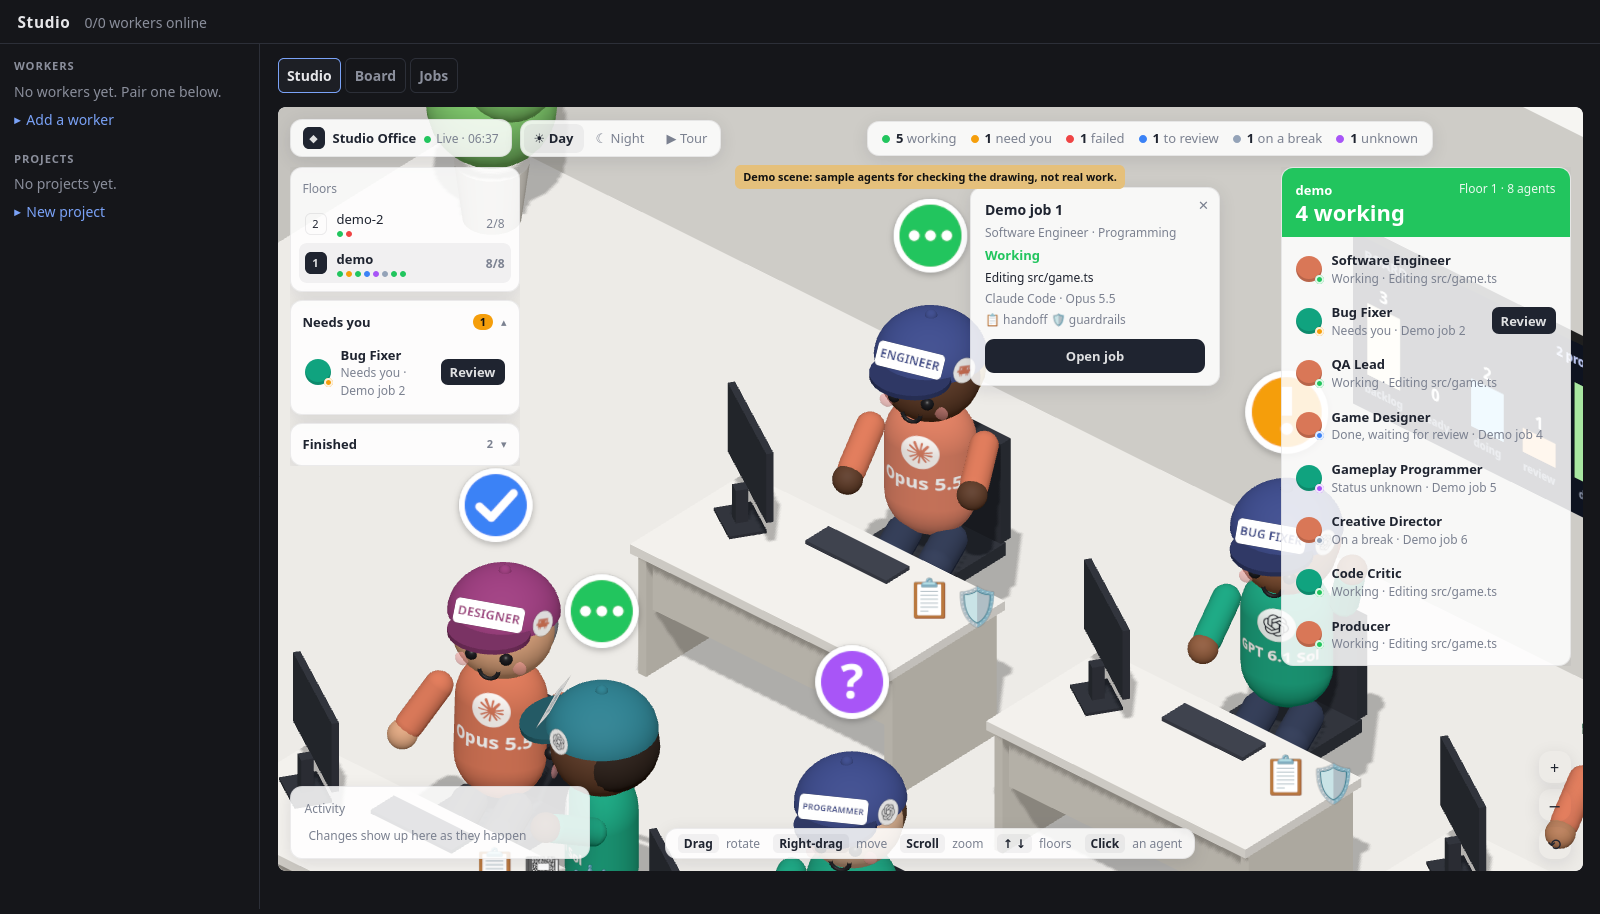 Studio 0/0 workers online
WORKERS
No workers yet. Pair one below.
▸ Add a worker
PROJECTS
No projects yet.
▸ New project
Studio Board Jobs
Studio Office Live · 06:37
Day Night Tour
5 working 1 need you 1 failed 1 to review 1 on a break 1 unknown
Demo scene: sample agents for checking the drawing, not real work.
Floors
2 demo-2 2/8
1 demo 8/8
Needs you 1
Bug Fixer
Needs you ·
Demo job 2
Review
Finished 2
Demo job 1 ×
Software Engineer · Programming
Working
Editing src/game.ts
Claude Code · Opus 5.5
handoff guardrails
Open job
demo Floor 1 · 8 agents
4 working
Software Engineer
Working · Editing src/game.ts
Bug Fixer
Needs you · Demo job 2
Review
QA Lead
Working · Editing src/game.ts
Game Designer
Done, waiting for review · Demo job 4
Gameplay Programmer
Status unknown · Demo job 5
Creative Director
On a break · Demo job 6
Code Critic
Working · Editing src/game.ts
Producer
Working · Editing src/game.ts
3
2
0
1
doing
review
ENGINEER
Opus 5.5
BUG FIXER
DESIGNER
Opus 5.5
?
PROGRAMMER
Activity
Changes show up here as they happen
Drag rotate Right-drag move Scroll zoom ↑ ↓ floors Click an agent
+
−